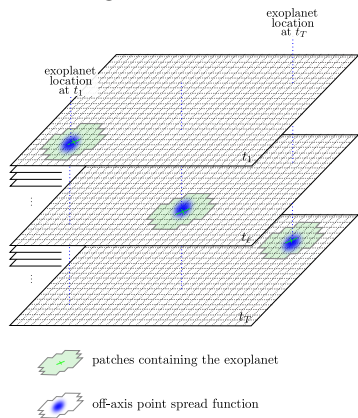 exoplanet
location
at t_T
exoplanet
location
at t_1
t_1
t_ℓ
t_T
patches containing the exoplanet
off-axis point spread function